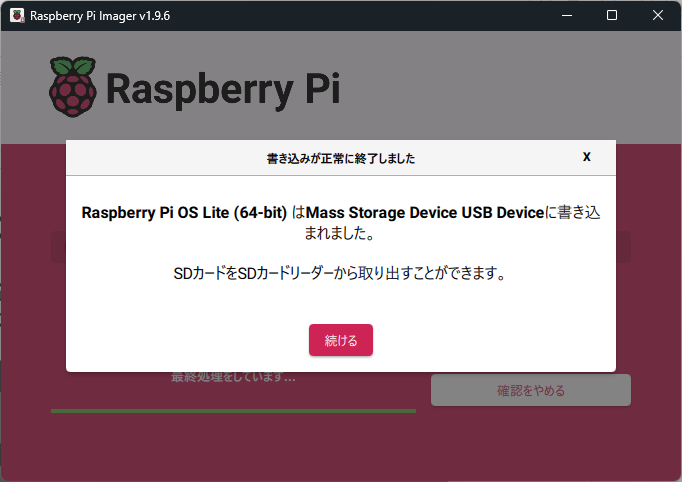 Raspberry Pi Imager v1.9.6
Raspberry Pi
書き込みが正常に終了しました
X
Raspberry Pi OS Lite (64-bit) はMass Storage Device USB Deviceに書き込
まれました。
SDカードをSDカードリーダーから取り出すことができます。
続ける
最終処理をしています...
確認をやめる